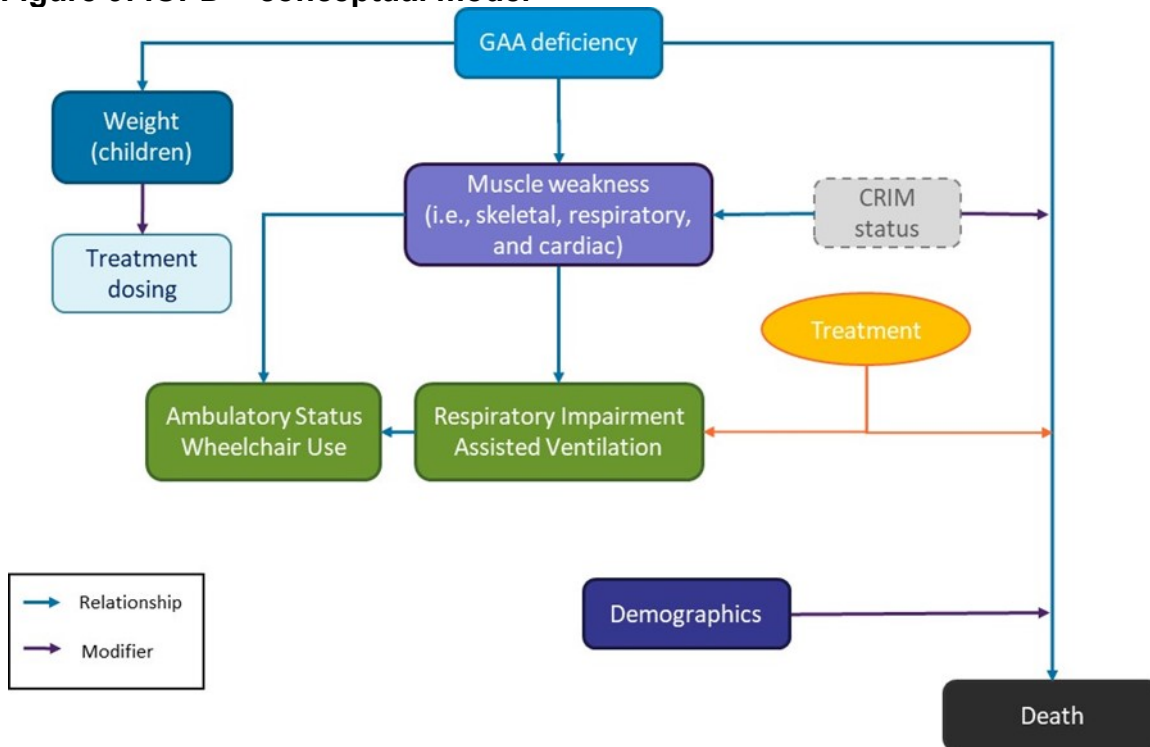 GAA deficiency
Weight
(children)
Muscle weakness
(i.e., skeletal, respiratory,
and cardiac)
CRIM
status
Treatment
dosing
Treatment
Ambulatory Status
Wheelchair Use
Respiratory Impairment
Assisted Ventilation
Relationship
Modifier
Demographics
Death